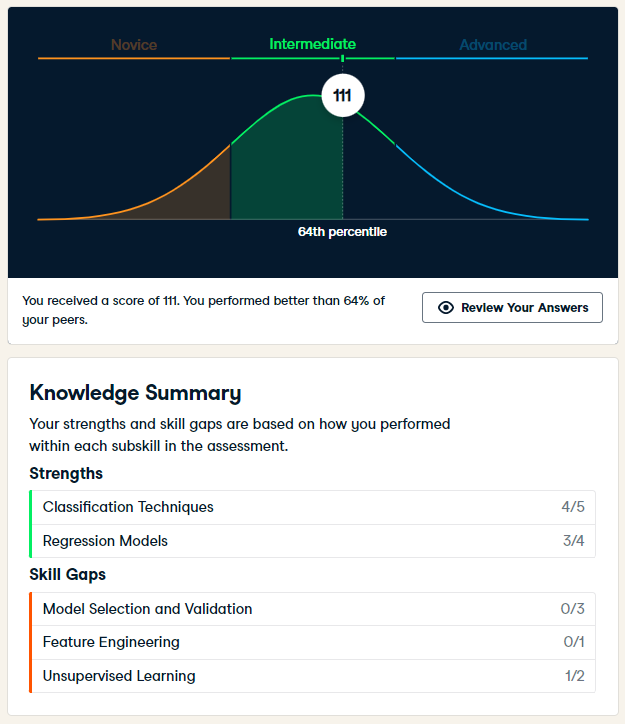 Novice
Intermediate
Advanced
111
64th percentile
You received a score of 111. You performed better than 64% of
your peers.
Review Your Answers
Knowledge Summary
Your strengths and skill gaps are based on how you performed
within each subskill in the assessment.
Strengths
Classification Techniques 4/5
Regression Models 3/4
Skill Gaps
Model Selection and Validation 0/3
Feature Engineering 0/1
Unsupervised Learning 1/2